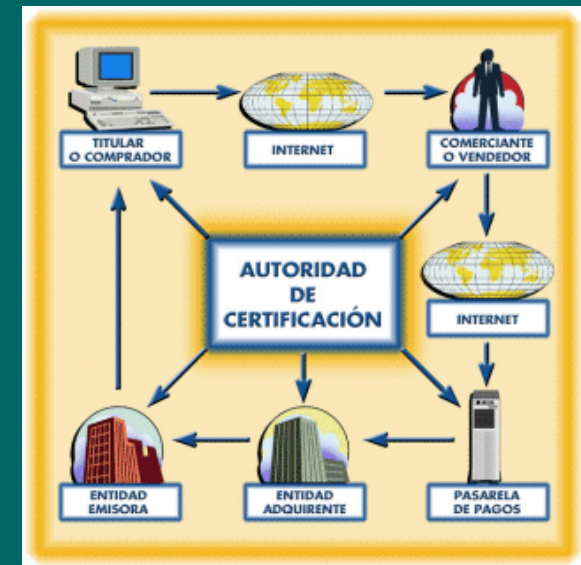 TITULAR
O COMPRADOR
INTERNET
COMERCIANTE
O VENDEDOR
AUTORIDAD
DE
CERTIFICACIÓN
INTERNET
ENTIDAD
EMISORA
ENTIDAD
ADQUIRENTE
PASARELA
DE PAGOS